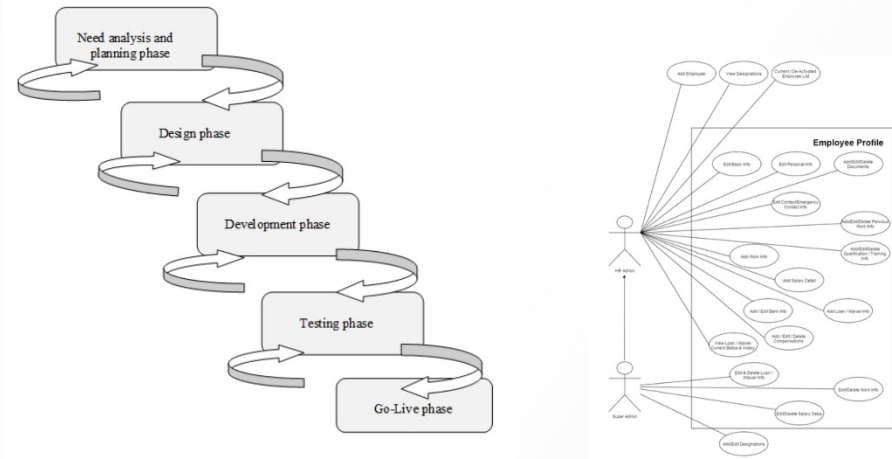 Need analysis and
planning phase
Design phase
Development phase
Testing phase
Go-Live phase
Add Employee
View Designations
Current / De-Activated
Employee List
Employee Profile
Edit Basic Info
Edit Personal Info
Add/Edit/Delete
Documents
Edit Contact/Emergency
Contact Info
Add/Edit/Delete Pervious
Work Info
Add/Edit/Delete
Qualification / Training
Info
HR Admin
Add Work Info
Add Salary Detail
Add / Edit Bank Info
Add Loan / Waiver Info
View Loan / Waiver
Current Status & History
Add / Edit / Delete
Compensations
Edit & Delete Loan /
Waiver Info
Edit/Delete Work Info
Super Admin
Edit/Delete Salary Detail
Add/Edit Designations